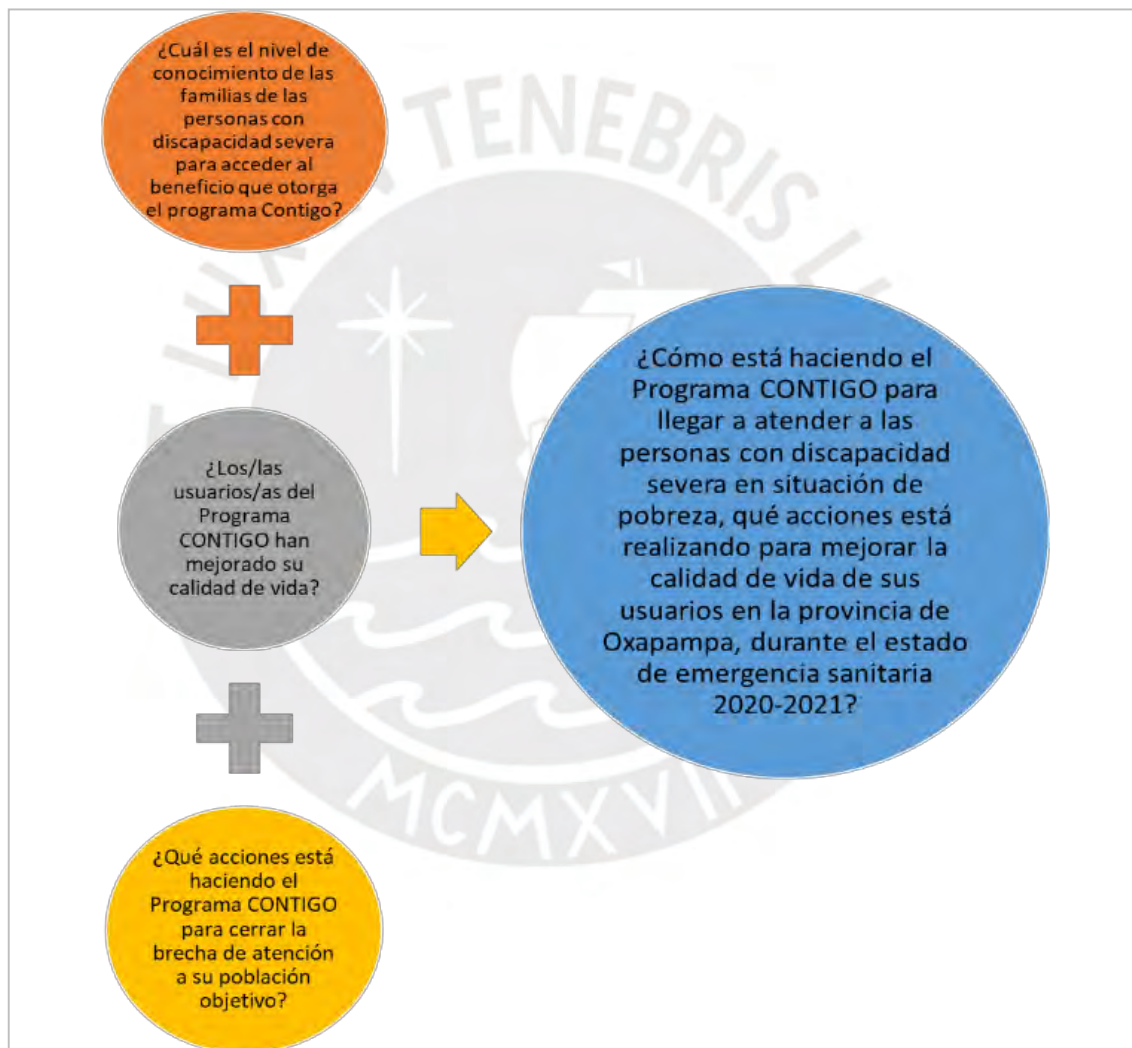 ¿Cuál es el nivel de
conocimiento de las
familias de las
personas con
discapacidad severa
para acceder al
beneficio que otorga
el programa Contigo?
¿Los/las
usuarios/as del
Programa
CONTIGO han
mejorado su
calidad de vida?
¿Qué acciones está
haciendo el
Programa CONTIGO
para cerrar la
brecha de atención
a su población
objetivo?
¿Cómo está haciendo el
Programa CONTIGO para
llegar a atender a las
personas con discapacidad
severa en situación de
pobreza, qué acciones está
realizando para mejorar la
calidad de vida de sus
usuarios en la provincia de
Oxapampa, durante el estado
de emergencia sanitaria
2020-2021?
TENEBRIS
MCMXVII